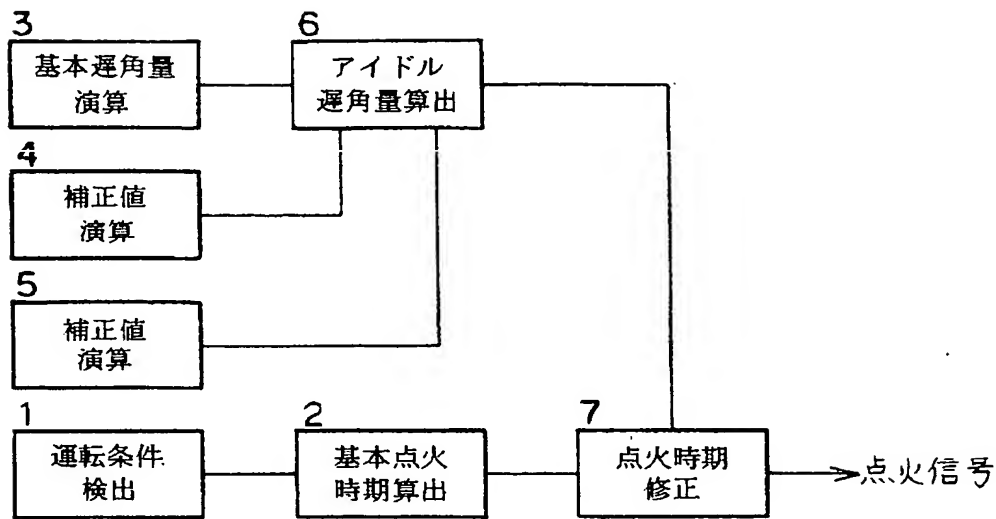 3
基本遅角量
演算
6
アイドル
遅角量算出
4
補正値
演算
5
補正値
演算
1
運転条件
検出
2
基本点火
時期算出
7
点火時期
修正
点火信号